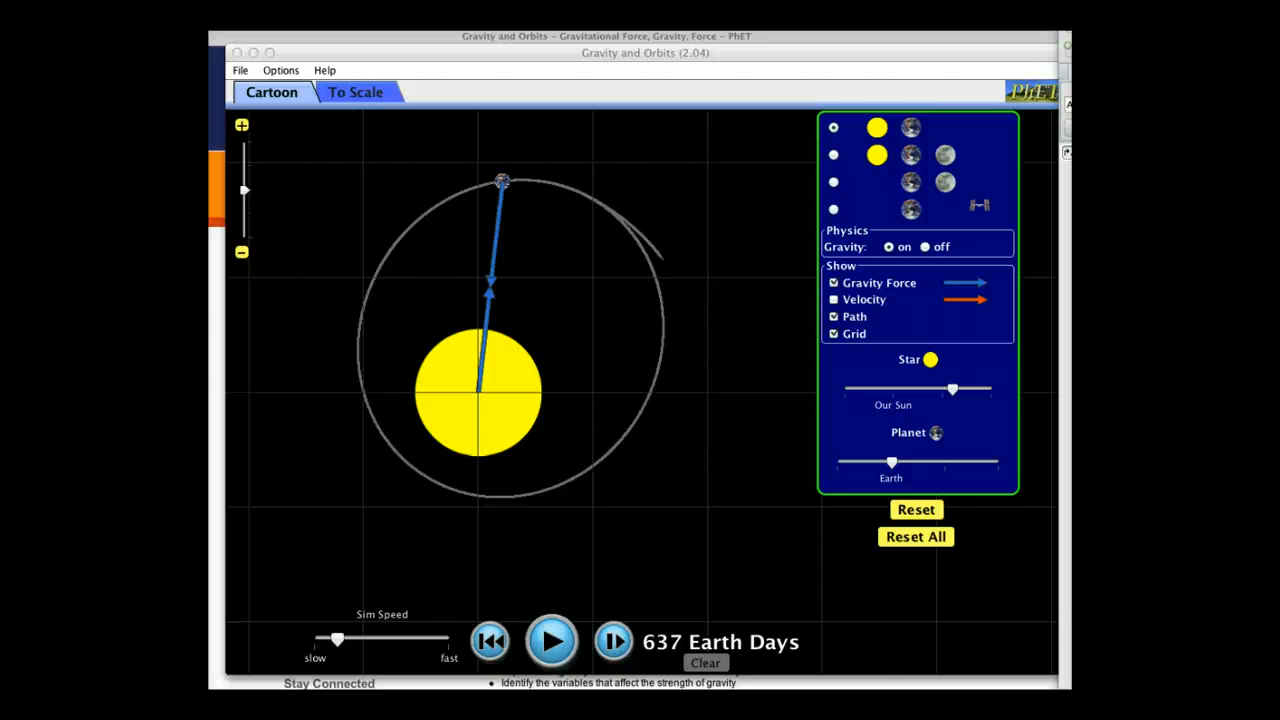 Gravity and Orbits – Gravitational Force, Gravity, Force – PhET
Gravity and Orbits (2.04)
File Options Help
Cartoon To Scale
PhET
Physics
Gravity: on off
Show
Gravity Force
Velocity
Path
Grid
Star
Our Sun
Planet
Earth
Reset
Reset All
Sim Speed
slow fast
637 Earth Days
Clear
Stay Connected
Identify the variables that affect the strength of gravity